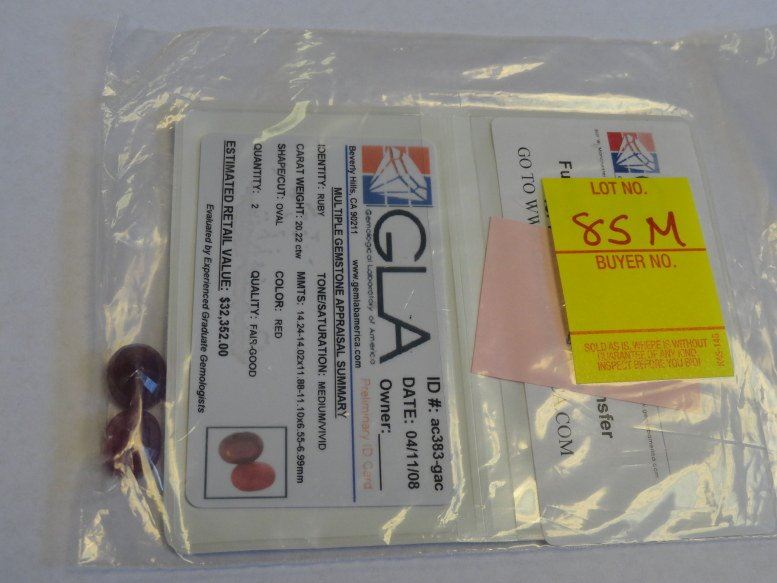 GLA
Gemological Laboratory of America
Beverly Hills, CA 90211 www.gemlabamerica.com
Preliminary ID Card
ID #: ac383-gac
DATE: 04/11/08
Owner:
MULTIPLE GEMSTONE APPRAISAL SUMMARY
IDENTITY: RUBY TONE/SATURATION: MEDIUM/VIVID
CARAT WEIGHT: 20.22 ctw MMTS: 14.24-14.02x11.88-11.10x6.55-6.99mm
SHAPE/CUT: OVAL COLOR: RED
QUANTITY: 2 QUALITY: FAIR-GOOD
ESTIMATED RETAIL VALUE: $32,352.00
Evaluated by Experienced Graduate Gemologists
GO TO WWW
.COM
LOT NO.
85M
BUYER NO.
SOLD AS IS, WHERE IS WITHOUT
GUARANTEE OF ANY KIND.
INSPECT BEFORE YOU BID!